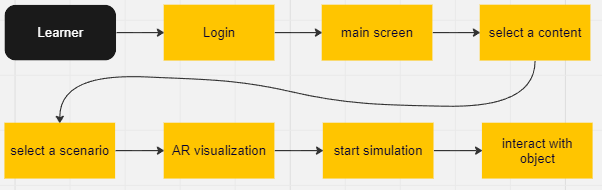 Learner
Login
main screen
select a content
select a scenario
AR visualization
start simulation
interact with
object